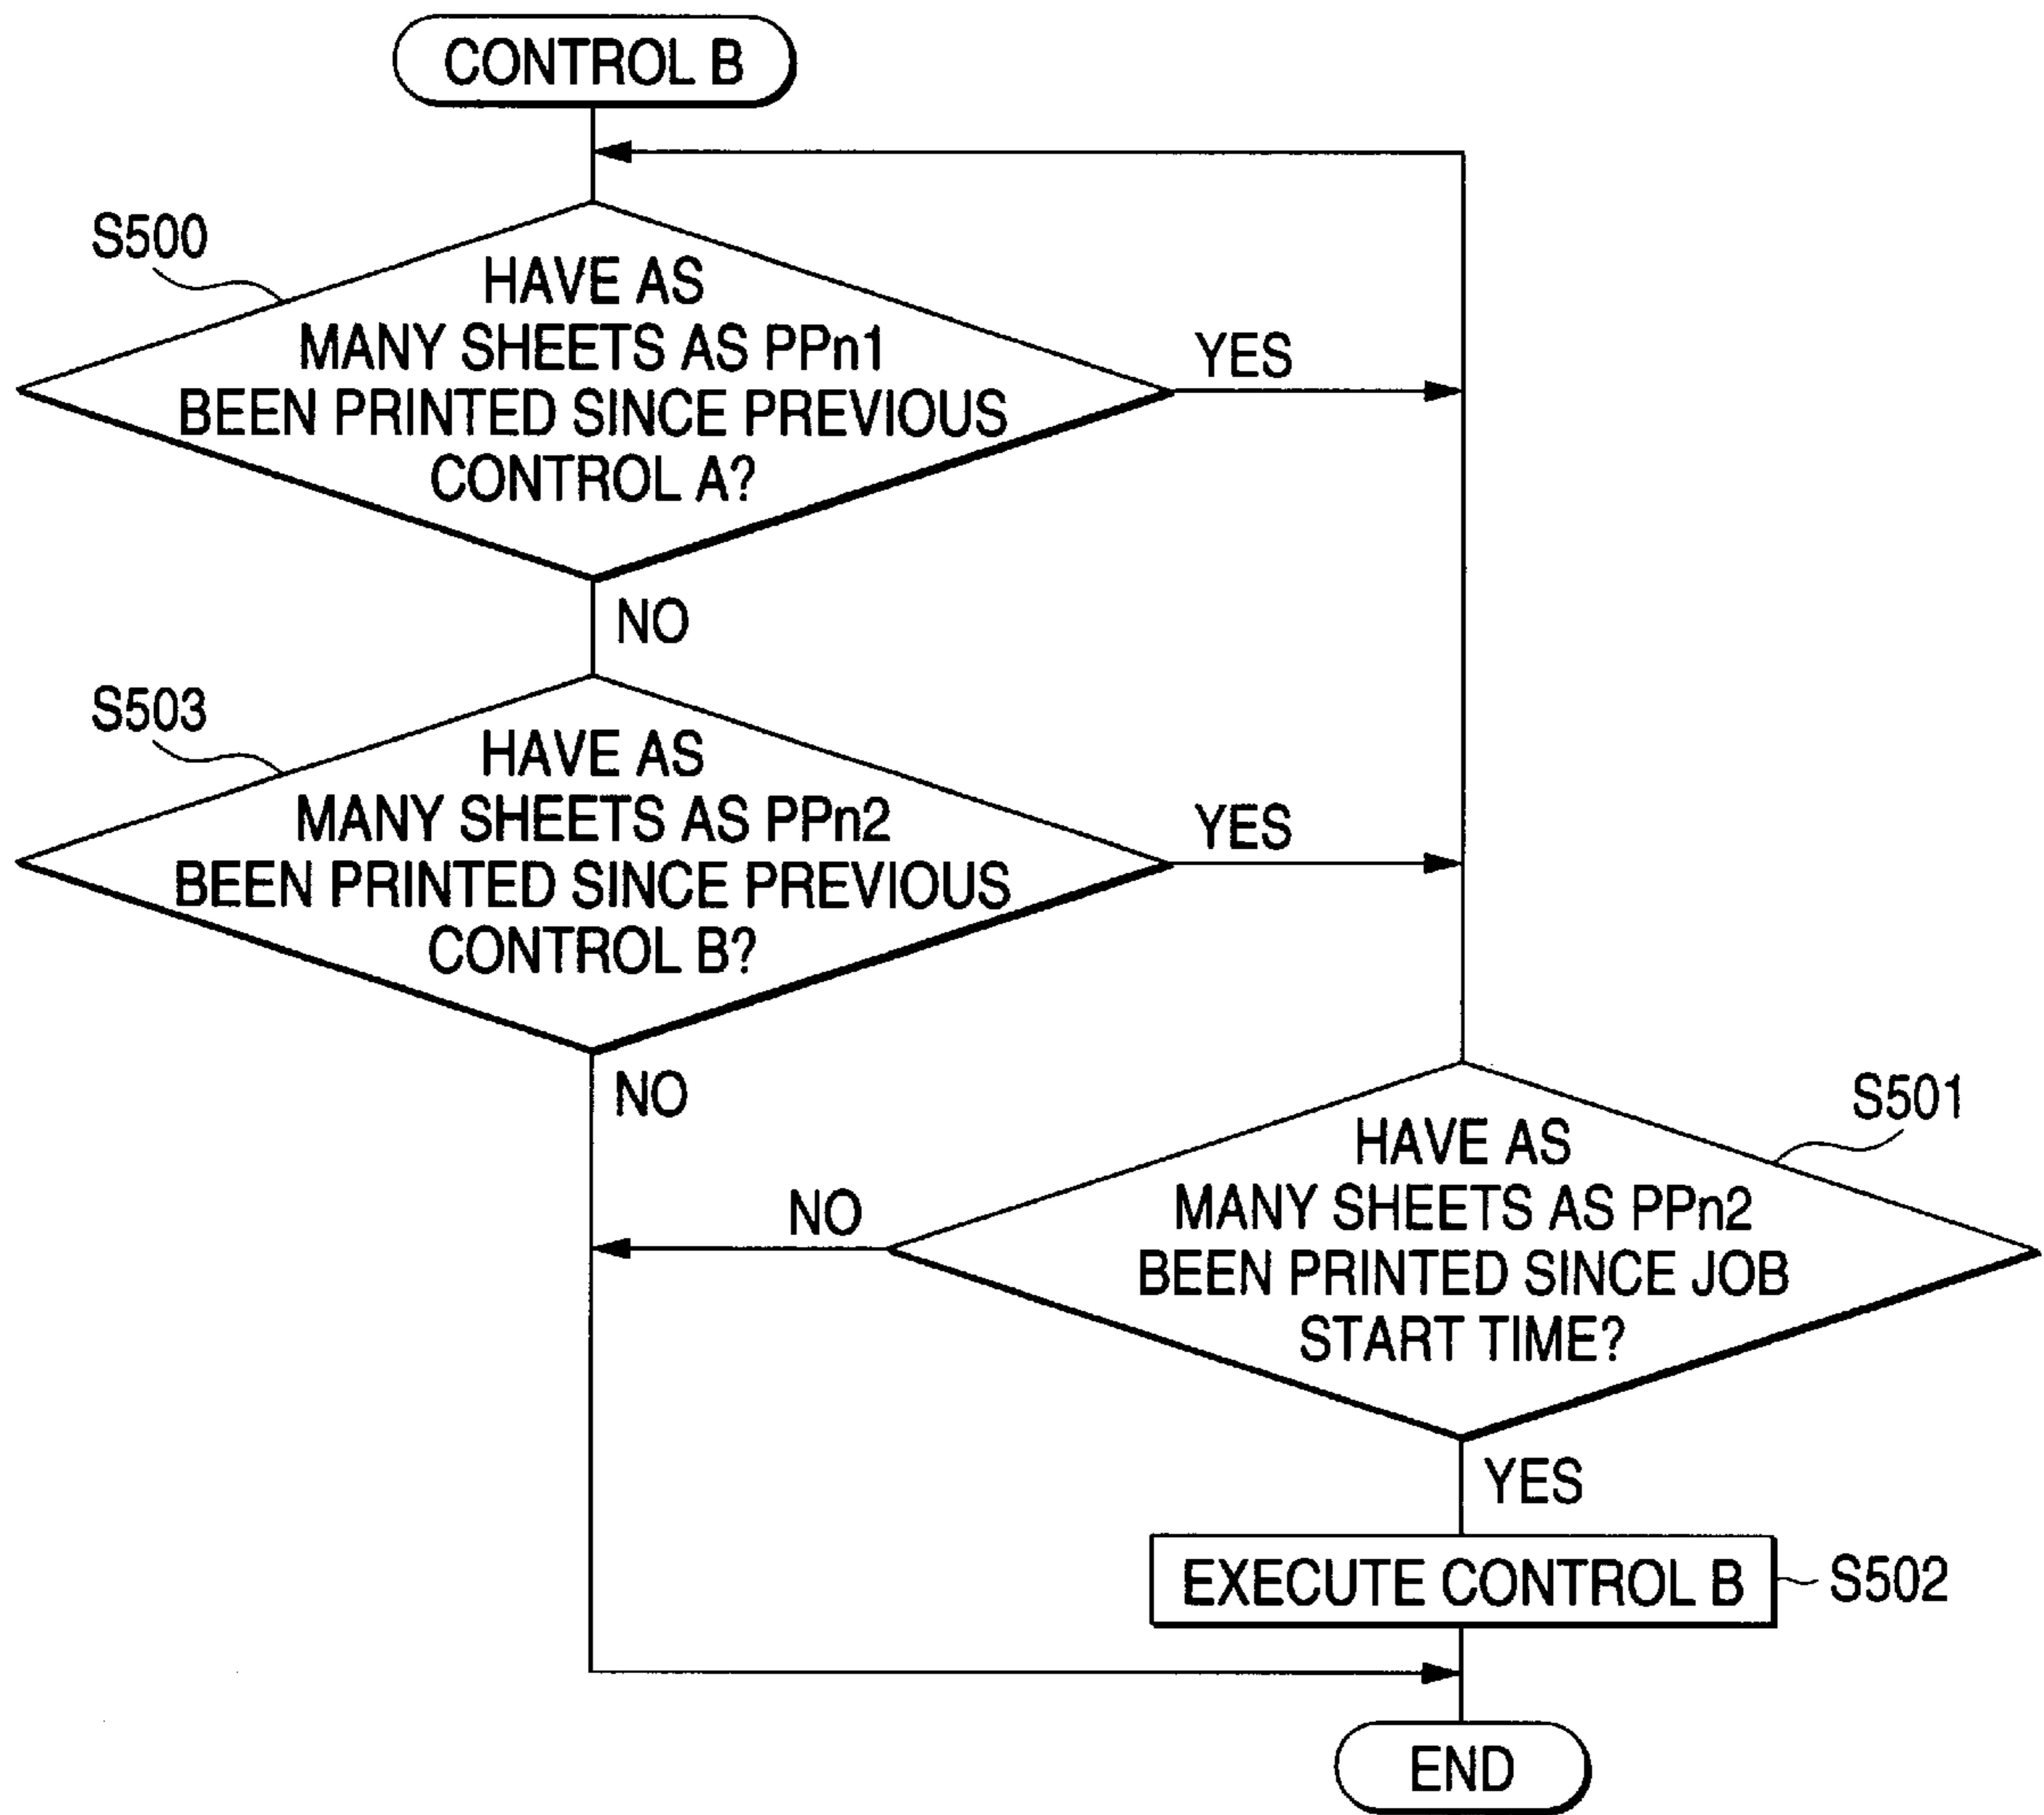 CONTROL B
S500
HAVE AS
MANY SHEETS AS PPn1
BEEN PRINTED SINCE PREVIOUS
CONTROL A?
YES
NO
S503
HAVE AS
MANY SHEETS AS PPn2
BEEN PRINTED SINCE PREVIOUS
CONTROL B?
YES
NO
S501
HAVE AS
MANY SHEETS AS PPn2
BEEN PRINTED SINCE JOB
START TIME?
NO
YES
EXECUTE CONTROL B
S502
END